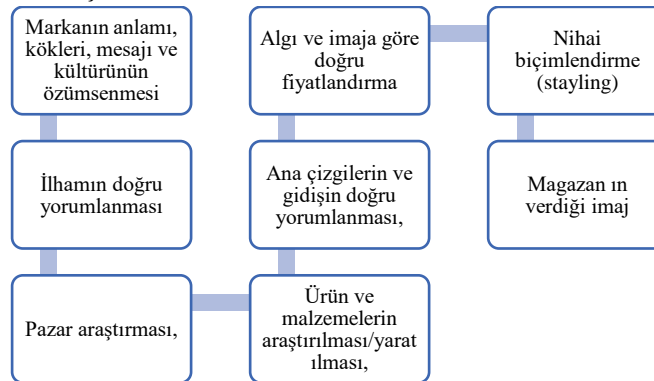 Markanın anlamı,
kökleri, mesajı ve
kültürünün
özümsenmesi
İlhamın doğru
yorumlanması
Pazar araştırması,
Ürün ve
malzemelerin
araştırılması/yarat
ılması,
Ana çizgilerin ve
gidişin doğru
yorumlanması,
Algı ve imaja göre
doğru
fiyatlandırma
Nihai
biçimlendirme
(stayling)
Magazan ın
verdiği imaj